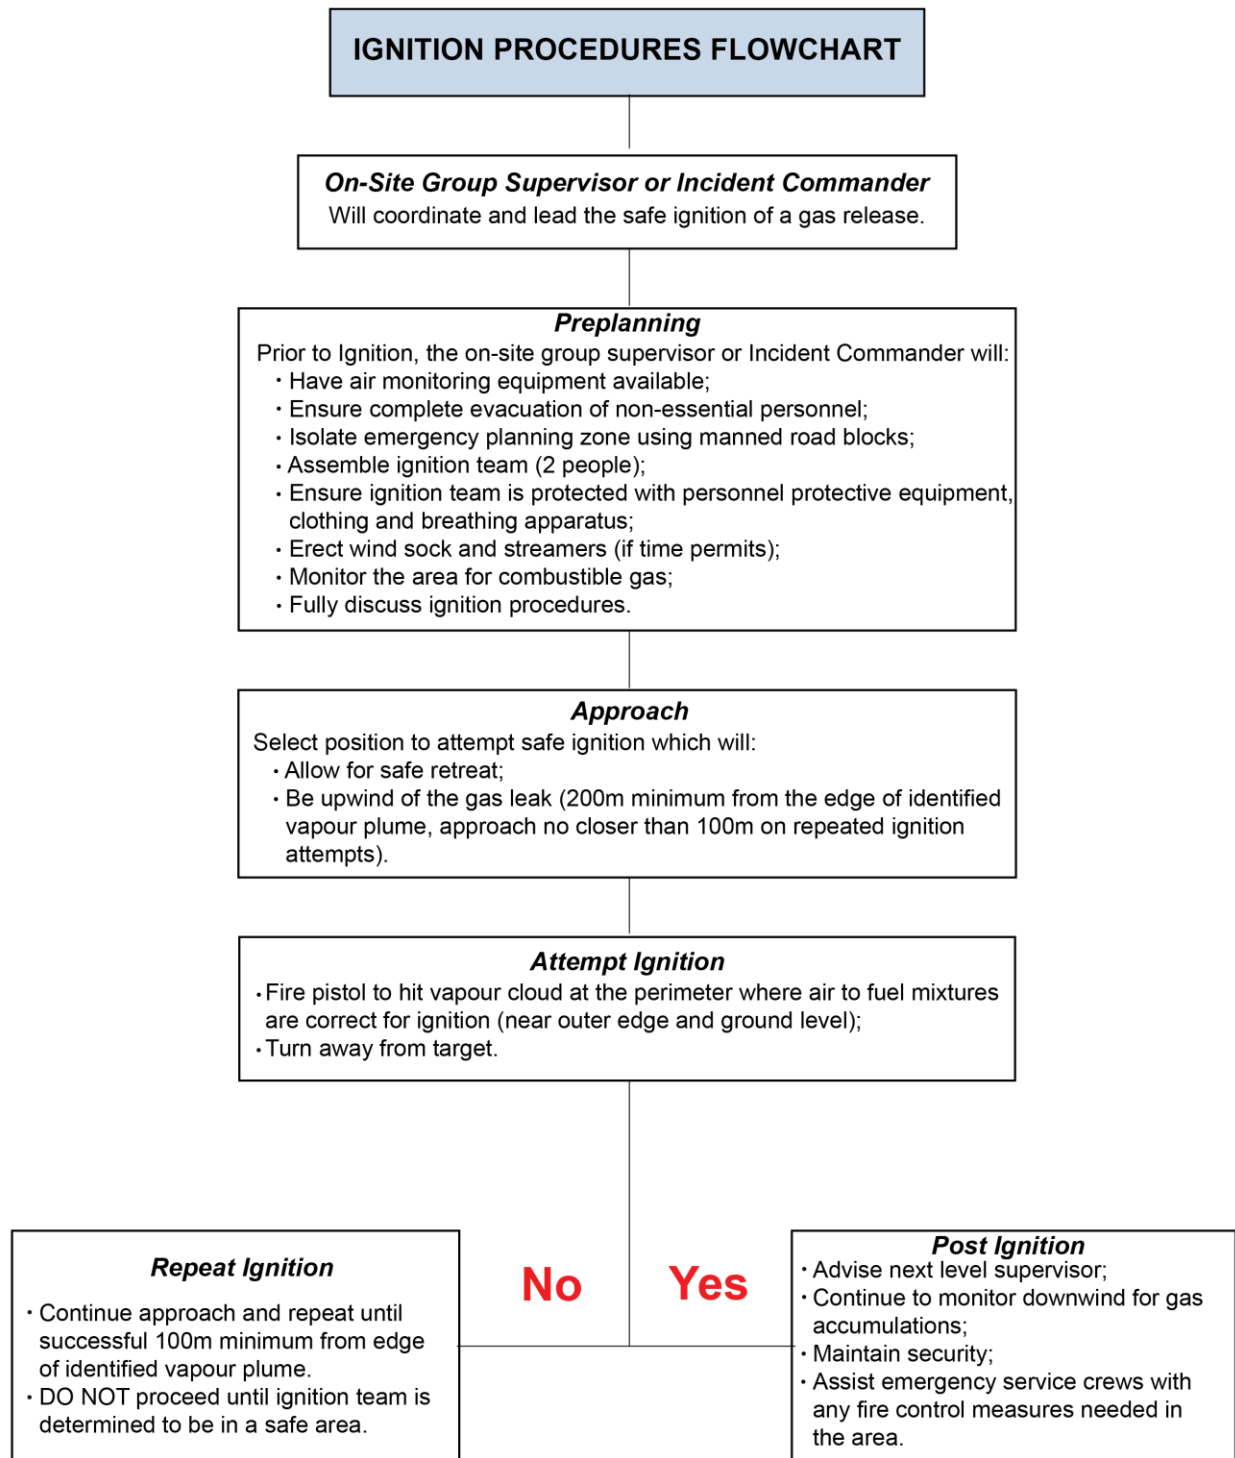 IGNITION PROCEDURES FLOWCHART
On-Site Group Supervisor or Incident Commander
Will coordinate and lead the safe ignition of a gas release.
Preplanning
Prior to Ignition, the on-site group supervisor or Incident Commander will:
· Have air monitoring equipment available;
· Ensure complete evacuation of non-essential personnel;
· Isolate emergency planning zone using manned road blocks;
· Assemble ignition team (2 people);
· Ensure ignition team is protected with personnel protective equipment,
clothing and breathing apparatus;
· Erect wind sock and streamers (if time permits);
· Monitor the area for combustible gas;
· Fully discuss ignition procedures.
Approach
Select position to attempt safe ignition which will:
· Allow for safe retreat;
· Be upwind of the gas leak (200m minimum from the edge of identified
vapour plume, approach no closer than 100m on repeated ignition
attempts).
Attempt Ignition
· Fire pistol to hit vapour cloud at the perimeter where air to fuel mixtures
are correct for ignition (near outer edge and ground level);
· Turn away from target.
No
Yes
Repeat Ignition
· Continue approach and repeat until
successful 100m minimum from edge
of identified vapour plume.
· DO NOT proceed until ignition team is
determined to be in a safe area.
Post Ignition
· Advise next level supervisor;
· Continue to monitor downwind for gas
accumulations;
· Maintain security;
· Assist emergency service crews with
any fire control measures needed in
the area.